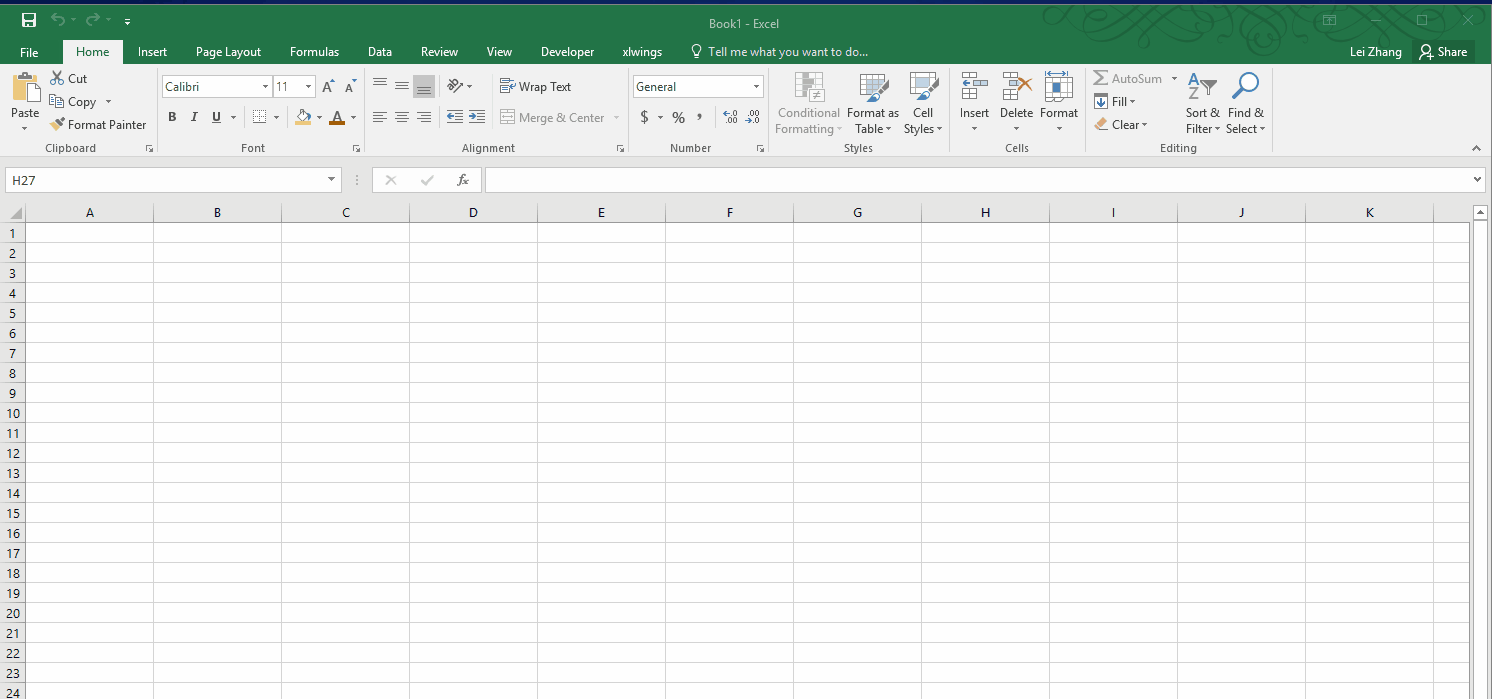 Book1 - Excel
File Home Insert Page Layout Formulas Data Review View Developer xlwings Tell me what you want to do... Lei Zhang Share
Paste
Cut
Copy
Format Painter
Clipboard
Calibri 11 A A
B I U A
Font
Wrap Text
Merge & Center
Alignment
General
$ % , .00 .00
Number
Conditional Formatting
Format as Table
Cell Styles
Styles
Insert Delete Format
Cells
AutoSum
Fill
Clear
Sort & Filter
Find & Select
Editing
H27 fx
A B C D E F G H I J K
1
2
3
4
5
6
7
8
9
10
11
12
13
14
15
16
17
18
19
20
21
22
23
24